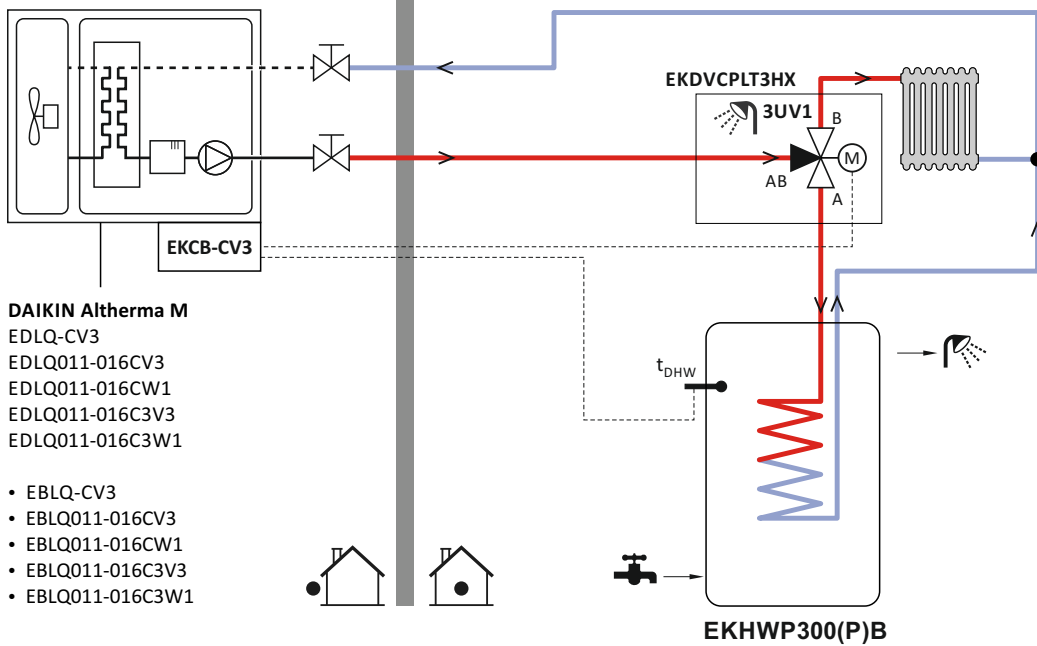 EKDVCPLT3HX
3UV1
B
M
AB
A
EKCB-CV3
DAIKIN Altherma M
EDLQ-CV3
EDLQ011-016CV3
EDLQ011-016CW1
EDLQ011-016C3V3
EDLQ011-016C3W1
tDHW
• EBLQ-CV3
• EBLQ011-016CV3
• EBLQ011-016CW1
• EBLQ011-016C3V3
• EBLQ011-016C3W1
EKHWP300(P)B